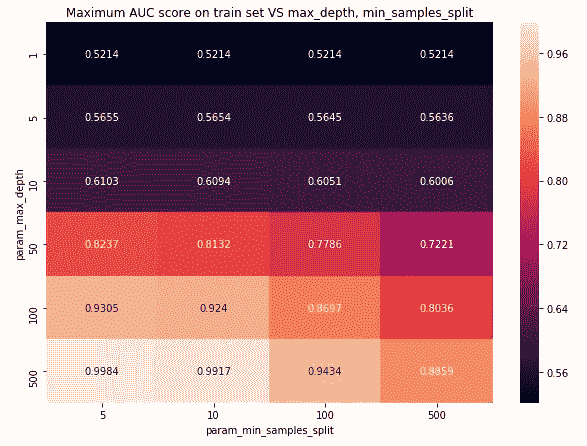 Maximum AUC score on train set VS max_depth, min_samples_split
1 0.5214 0.5214 0.5214 0.5214
5 0.5655 0.5654 0.5645 0.5636
10 0.6103 0.6094 0.6051 0.6006
50 0.8237 0.8132 0.7786 0.7221
100 0.9305 0.924 0.8697 0.8036
500 0.9984 0.9917 0.9434 0.8859
5 10 100 500
param_min_samples_split
param_max_depth
0.96
0.88
0.80
0.72
0.64
0.56